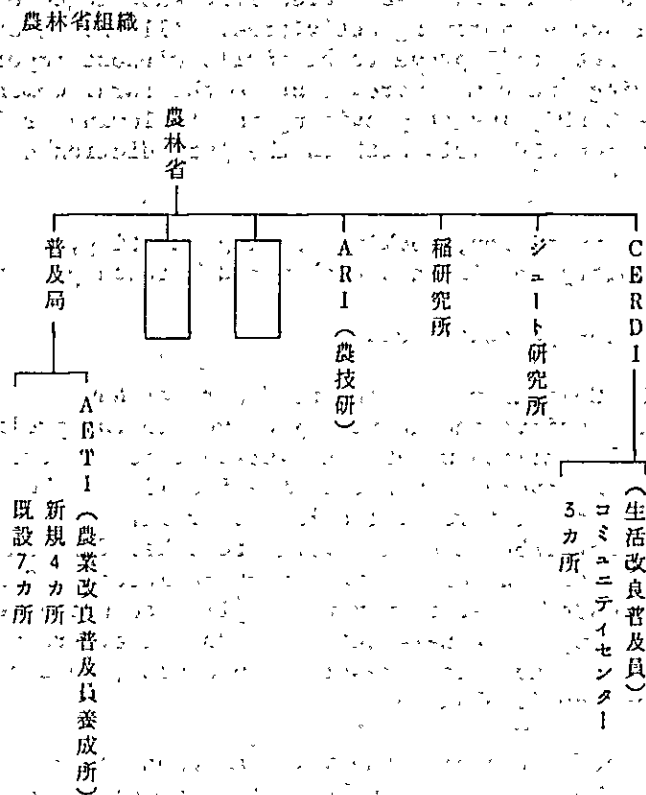 農林省組織
農林省
CERDI
(生活改良普及員)
コミュニティセンター
3カ所
ジュート研究所
稲研究所
ARI(農技研)
普及局
AETI(農業改良普及員養成所)
新規4カ所
既設7カ所